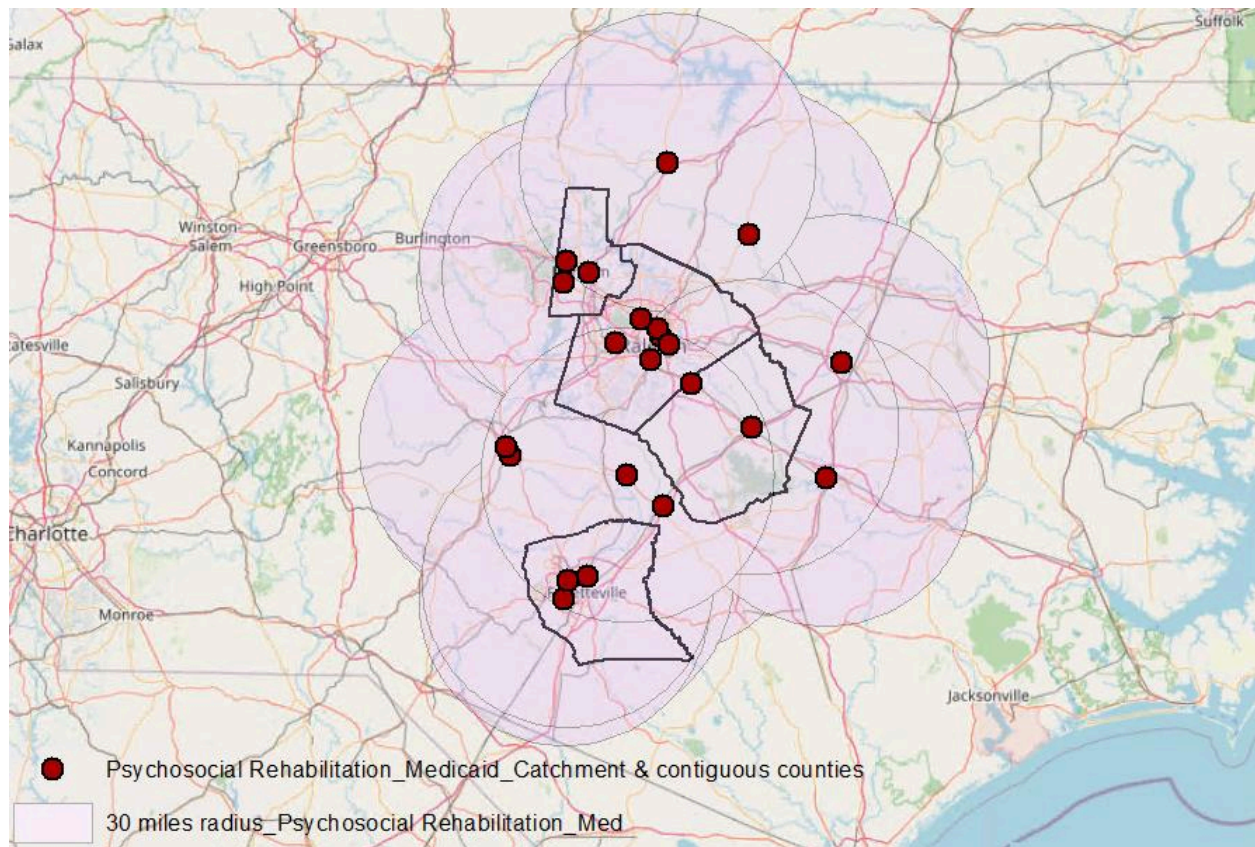 Suffolk
Galax
Winston-
Salem
Greensboro
Burlington
High Point
Statesville
Salisbury
Kannapolis
Concord
Charlotte
Monroe
Fayetteville
Jacksonville
Psychosocial Rehabilitation_Medicaid_Catchment & contiguous counties
30 miles radius_Psychosocial Rehabilitation_Med